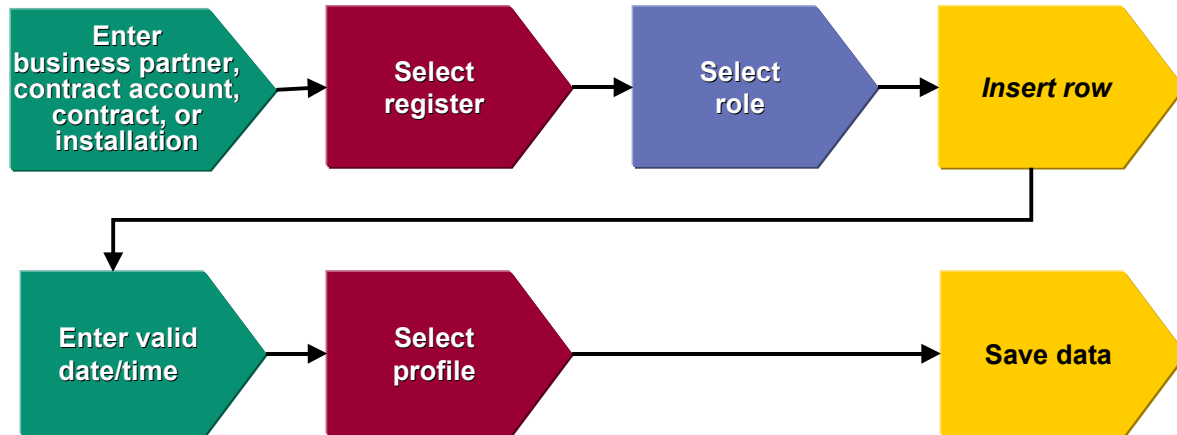 Enter
business partner,
contract account,
contract, or
installation
Select
register
Select
role
Insert row
Enter valid
date/time
Select
profile
Save data